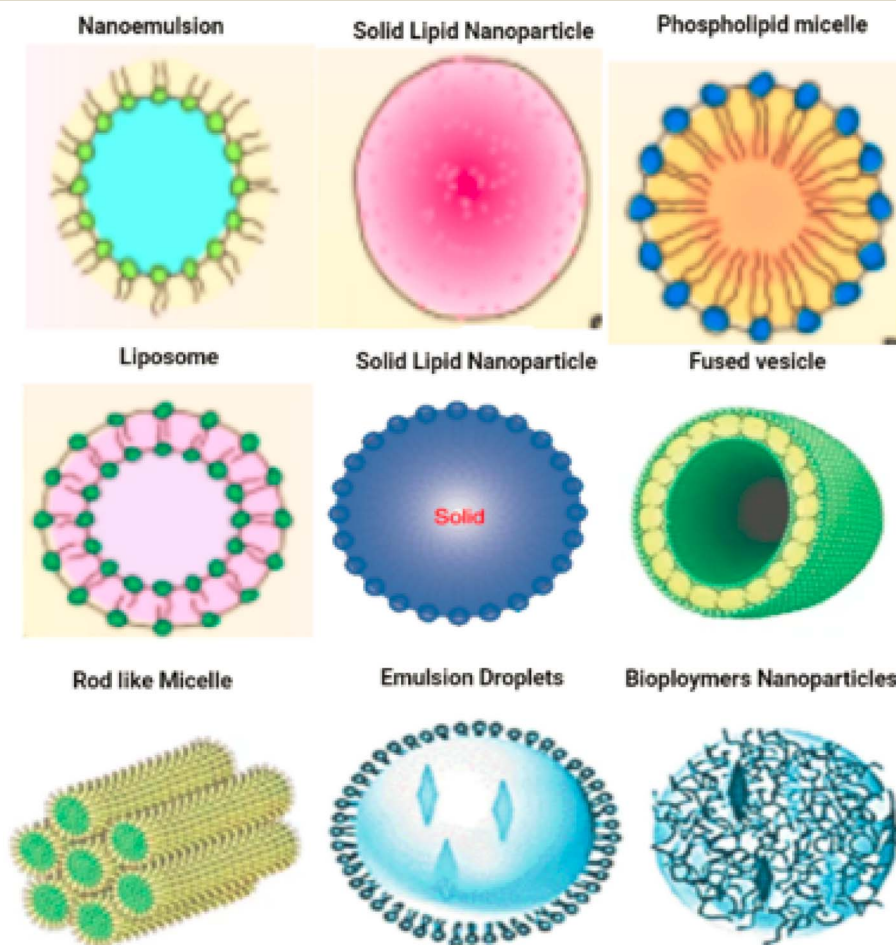 Nanoemulsion
Solid Lipid Nanoparticle
Phospholipid micelle
Liposome
Solid Lipid Nanoparticle
Fused vesicle
Solid
Rod like Micelle
Emulsion Droplets
Bioploymers Nanoparticles